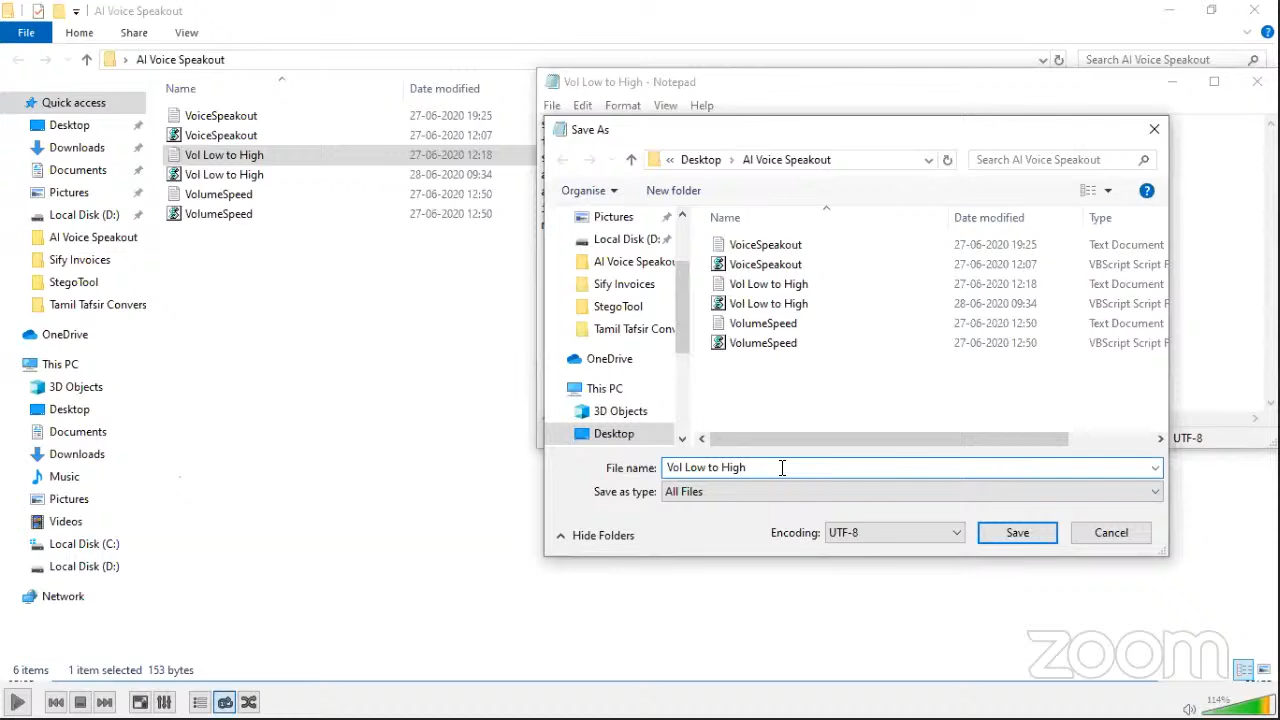 AI Voice Speakout
File Home Share View
AI Voice Speakout
Search AI Voice Speakout
Quick access
Desktop
Downloads
Documents
Pictures
Local Disk (D:)
AI Voice Speakout
Sify Invoices
StegoTool
Tamil Tafsir Convers
OneDrive
This PC
3D Objects
Desktop
Documents
Downloads
Music
Pictures
Videos
Local Disk (C:)
Local Disk (D:)
Network
Name Date modified
VoiceSpeakout 27-06-2020 19:25
VoiceSpeakout 27-06-2020 12:07
Vol Low to High 27-06-2020 12:18
Vol Low to High 28-06-2020 09:34
VolumeSpeed 27-06-2020 12:50
VolumeSpeed 27-06-2020 12:50
6 items 1 item selected 153 bytes
Vol Low to High - Notepad
File Edit Format View Help
UTF-8
Save As
« Desktop › AI Voice Speakout
Search AI Voice Speakout
Organise New folder
Pictures
Local Disk (D:
AI Voice Speakou
Sify Invoices
StegoTool
Tamil Tafsir Conv
OneDrive
This PC
3D Objects
Desktop
Name Date modified Type
VoiceSpeakout 27-06-2020 19:25 Text Document
VoiceSpeakout 27-06-2020 12:07 VBScript Script F
Vol Low to High 27-06-2020 12:18 Text Document
Vol Low to High 28-06-2020 09:34 VBScript Script F
VolumeSpeed 27-06-2020 12:50 Text Document
VolumeSpeed 27-06-2020 12:50 VBScript Script F
File name: Vol Low to High
Save as type: All Files
Hide Folders Encoding: UTF-8 Save Cancel
zoom
114%